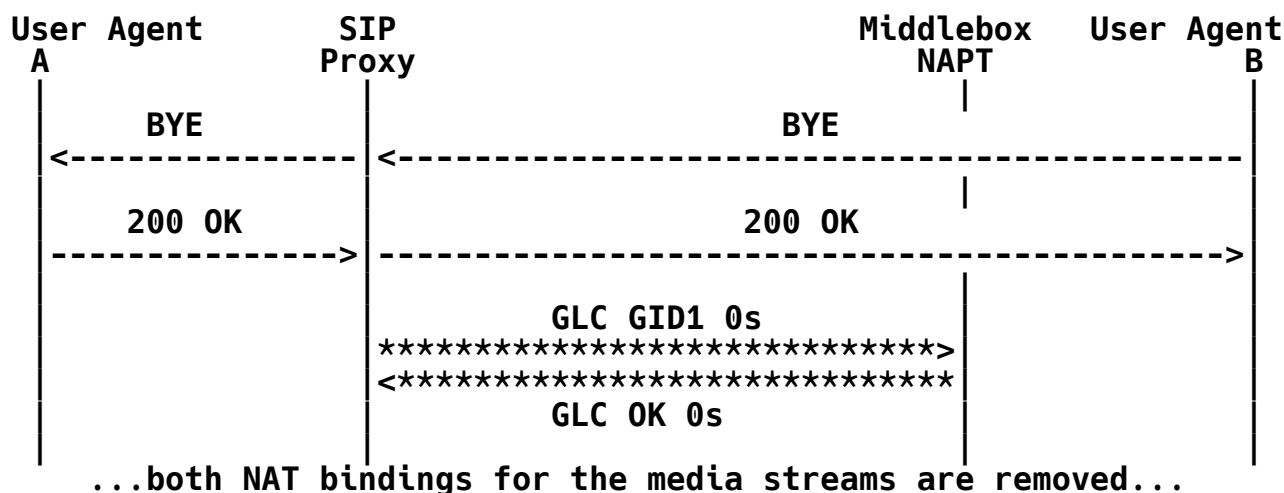 User Agent SIP Middlebox User Agent
A Proxy NAPT B
BYE BYE
<---------------- <--------------------------------------------
200 OK 200 OK
---------------> -------------------------------------------->
GLC GID1 0s
*****************************>
<*****************************
GLC OK 0s
...both NAT bindings for the media streams are removed...